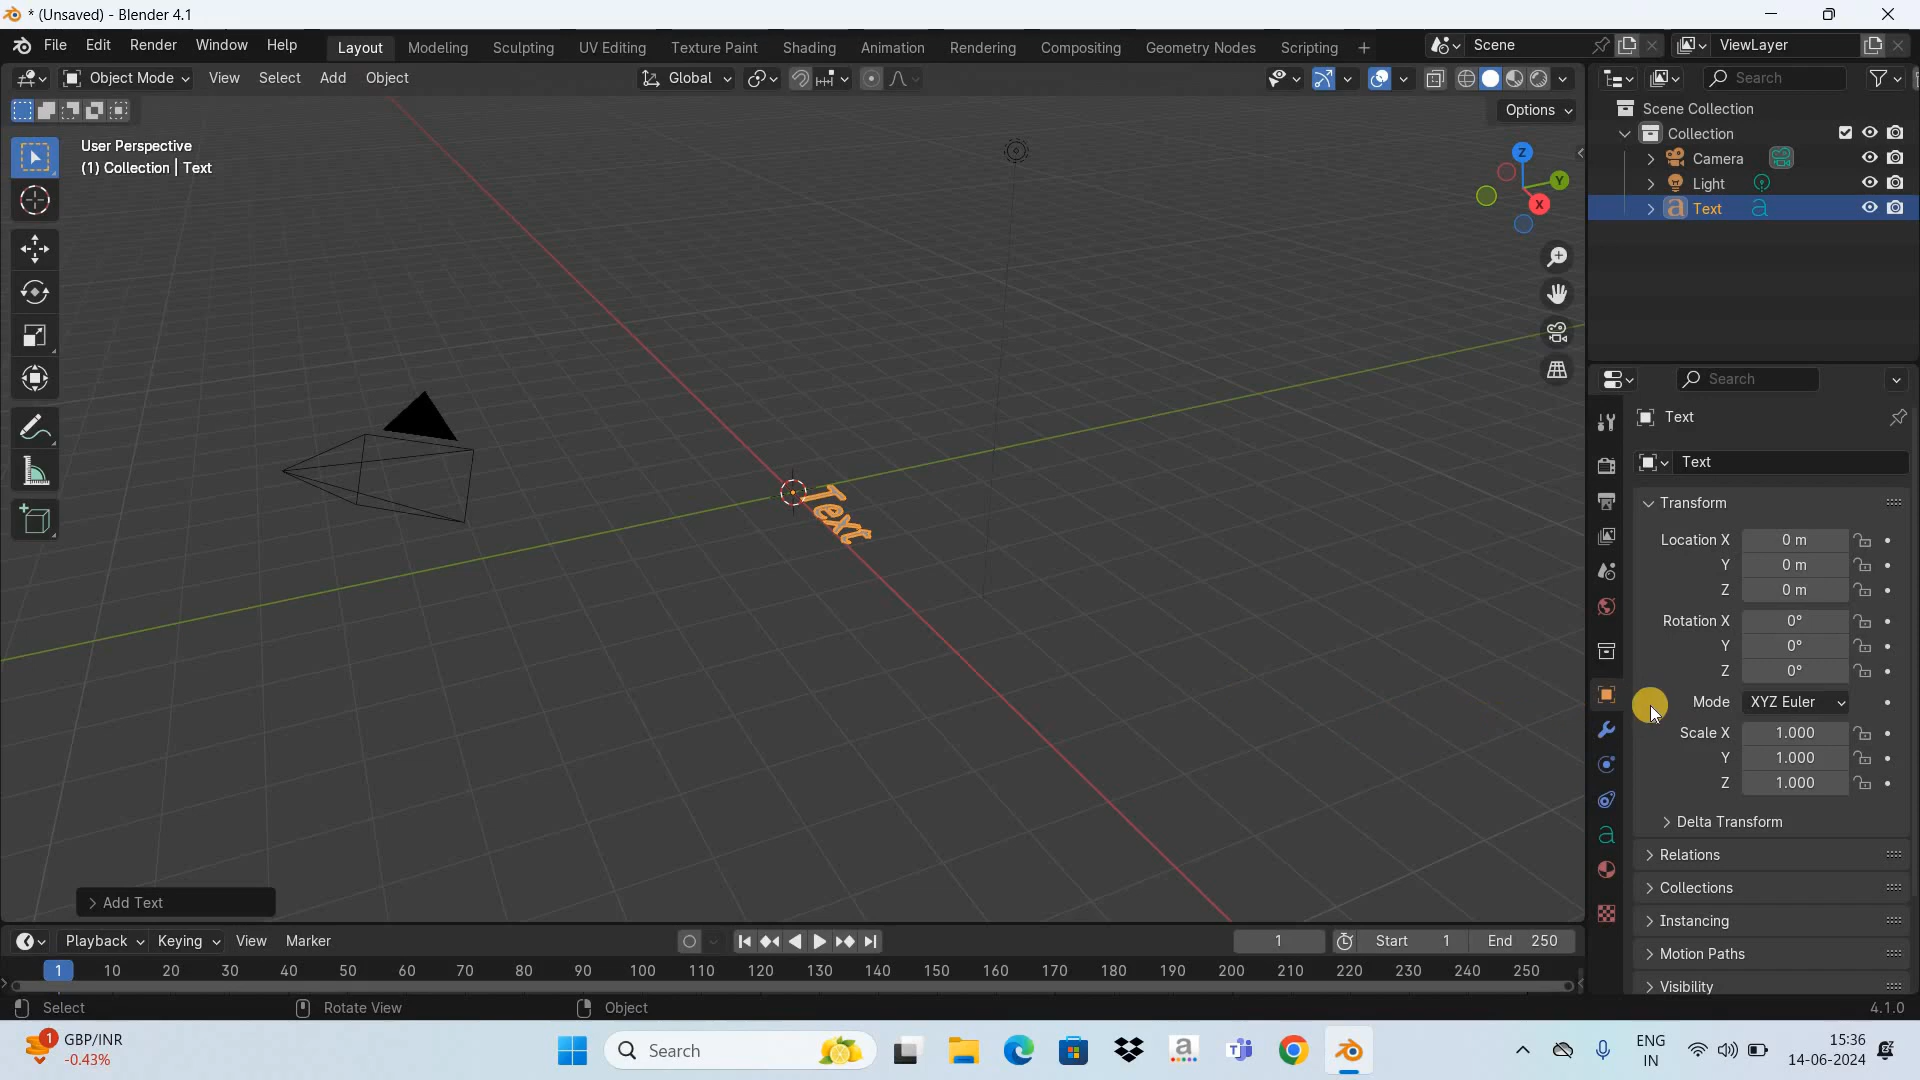 * (Unsaved) - Blender 4.1
File Edit Render Window Help Layout Modeling Sculpting UV Editing Texture Paint Shading Animation Rendering Compositing Geometry Nodes Scripting + Scene ViewLayer
Object Mode View Select Add Object Global Search
Options
User Perspective
(1) Collection | Text
Scene Collection
Collection
Camera
Light
Text
Z
Y
X
Search
Text
Text
Text
Transform
Location X 0 m
Y 0 m
Z 0 m
Rotation X 0°
Y 0°
Z 0°
Mode XYZ Euler
Scale X 1.000
Y 1.000
Z 1.000
Delta Transform
Relations
Collections
Instancing
Motion Paths
Visibility
Add Text
Playback Keying View Marker 1 Start 1 End 250
1 10 20 30 40 50 60 70 80 90 100 110 120 130 140 150 160 170 180 190 200 210 220 230 240 250
Select Rotate View Object 4.1.0
1 GBP/INR
-0.43%
Search
ENG
IN
15:36
14-06-2024